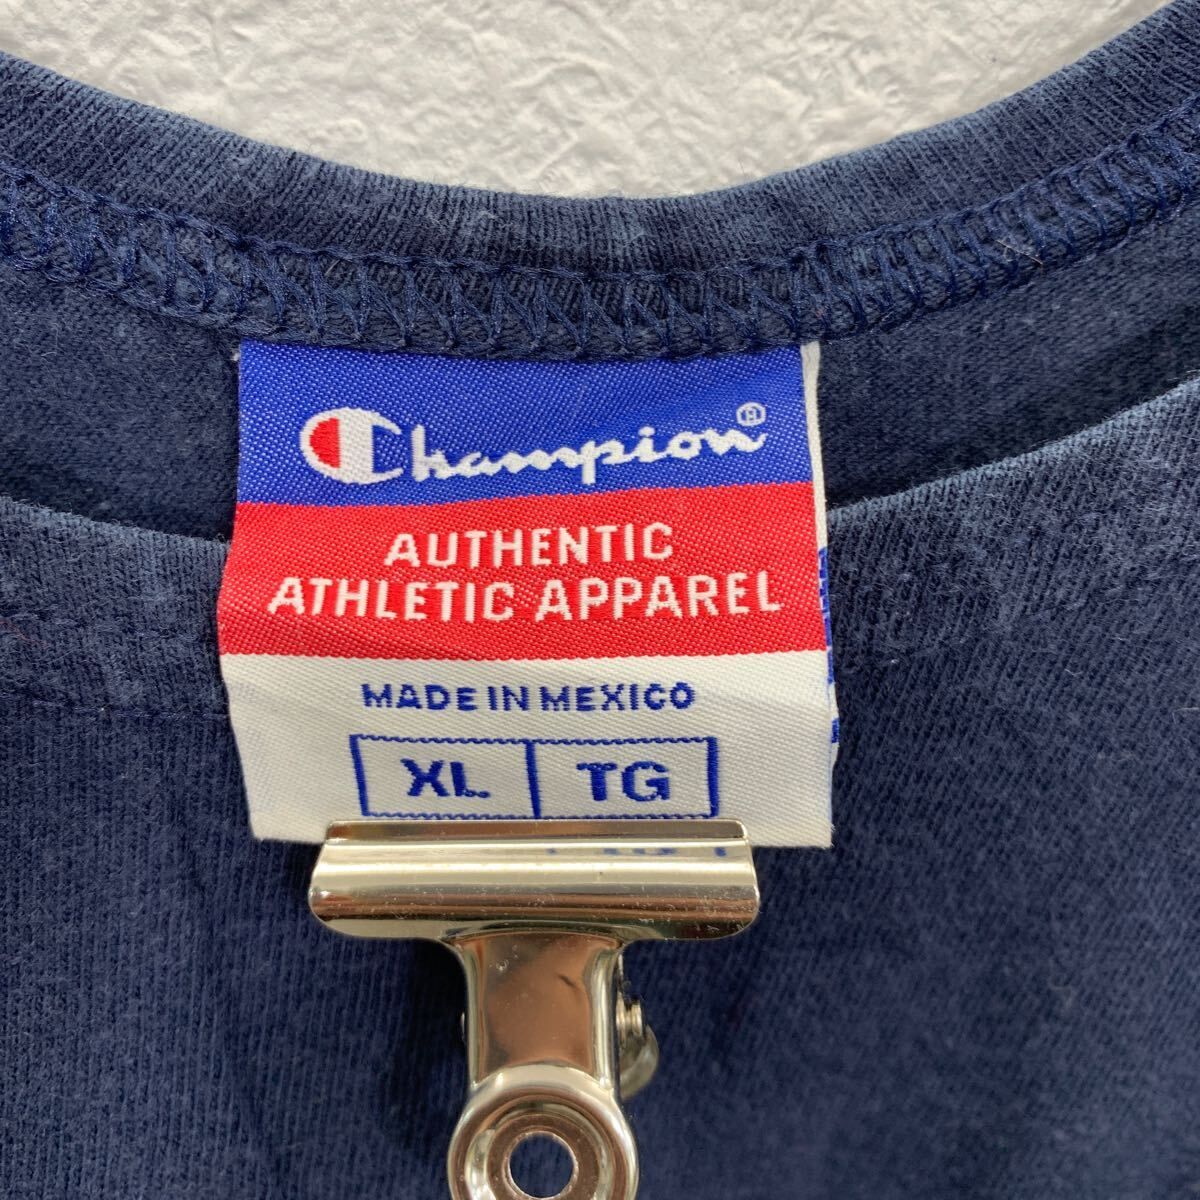 Champion®
AUTHENTIC
ATHLETIC APPAREL
MADE IN MEXICO
XL TG